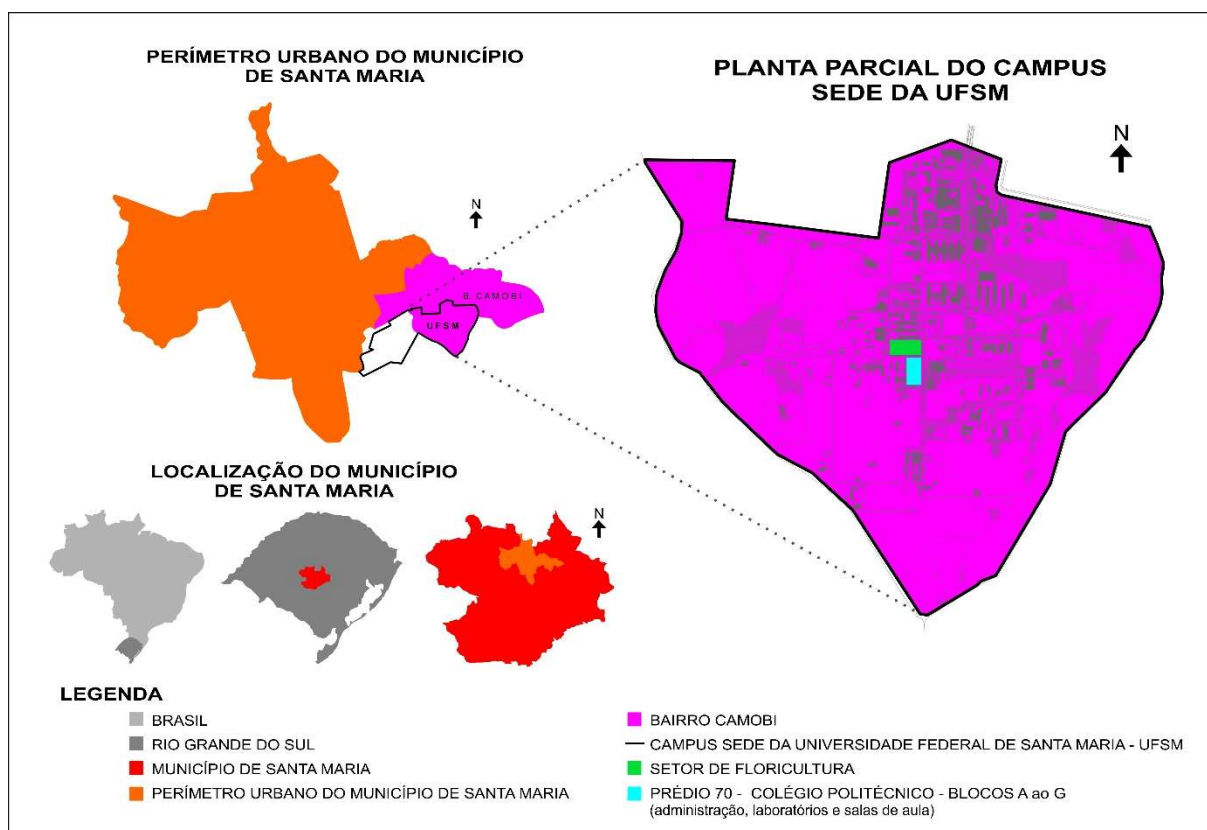 PERÍMETRO URBANO DO MUNICÍPIO
DE SANTA MARIA
N
B. CAMOBI
UFSM
PLANTA PARCIAL DO CAMPUS
SEDE DA UFSM
N
LOCALIZAÇÃO DO MUNICÍPIO
DE SANTA MARIA
N
LEGENDA
BRASIL
RIO GRANDE DO SUL
MUNICÍPIO DE SANTA MARIA
PERÍMETRO URBANO DO MUNICÍPIO DE SANTA MARIA
BAIRRO CAMOBI
CAMPUS SEDE DA UNIVERSIDADE FEDERAL DE SANTA MARIA - UFSM
SETOR DE FLORICULTURA
PRÉDIO 70 - COLÉGIO POLITÉCNICO - BLOCOS A ao G
(administração, laboratórios e salas de aula)